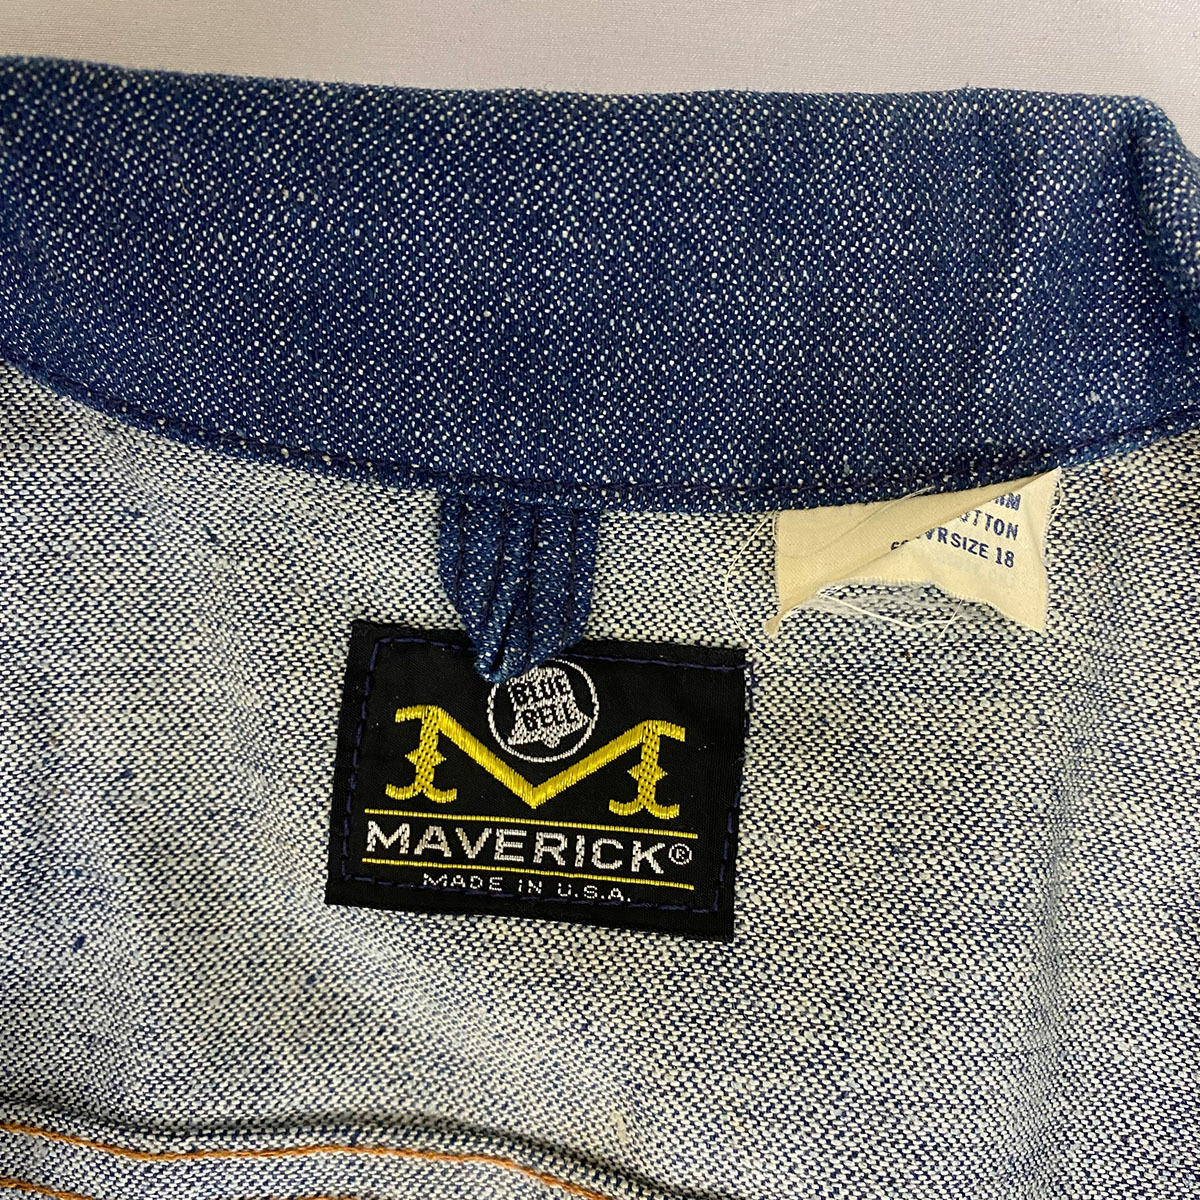 TTON
SIZE 18
BLUE
BELL
M
MAVERICK®
MADE IN U.S.A.